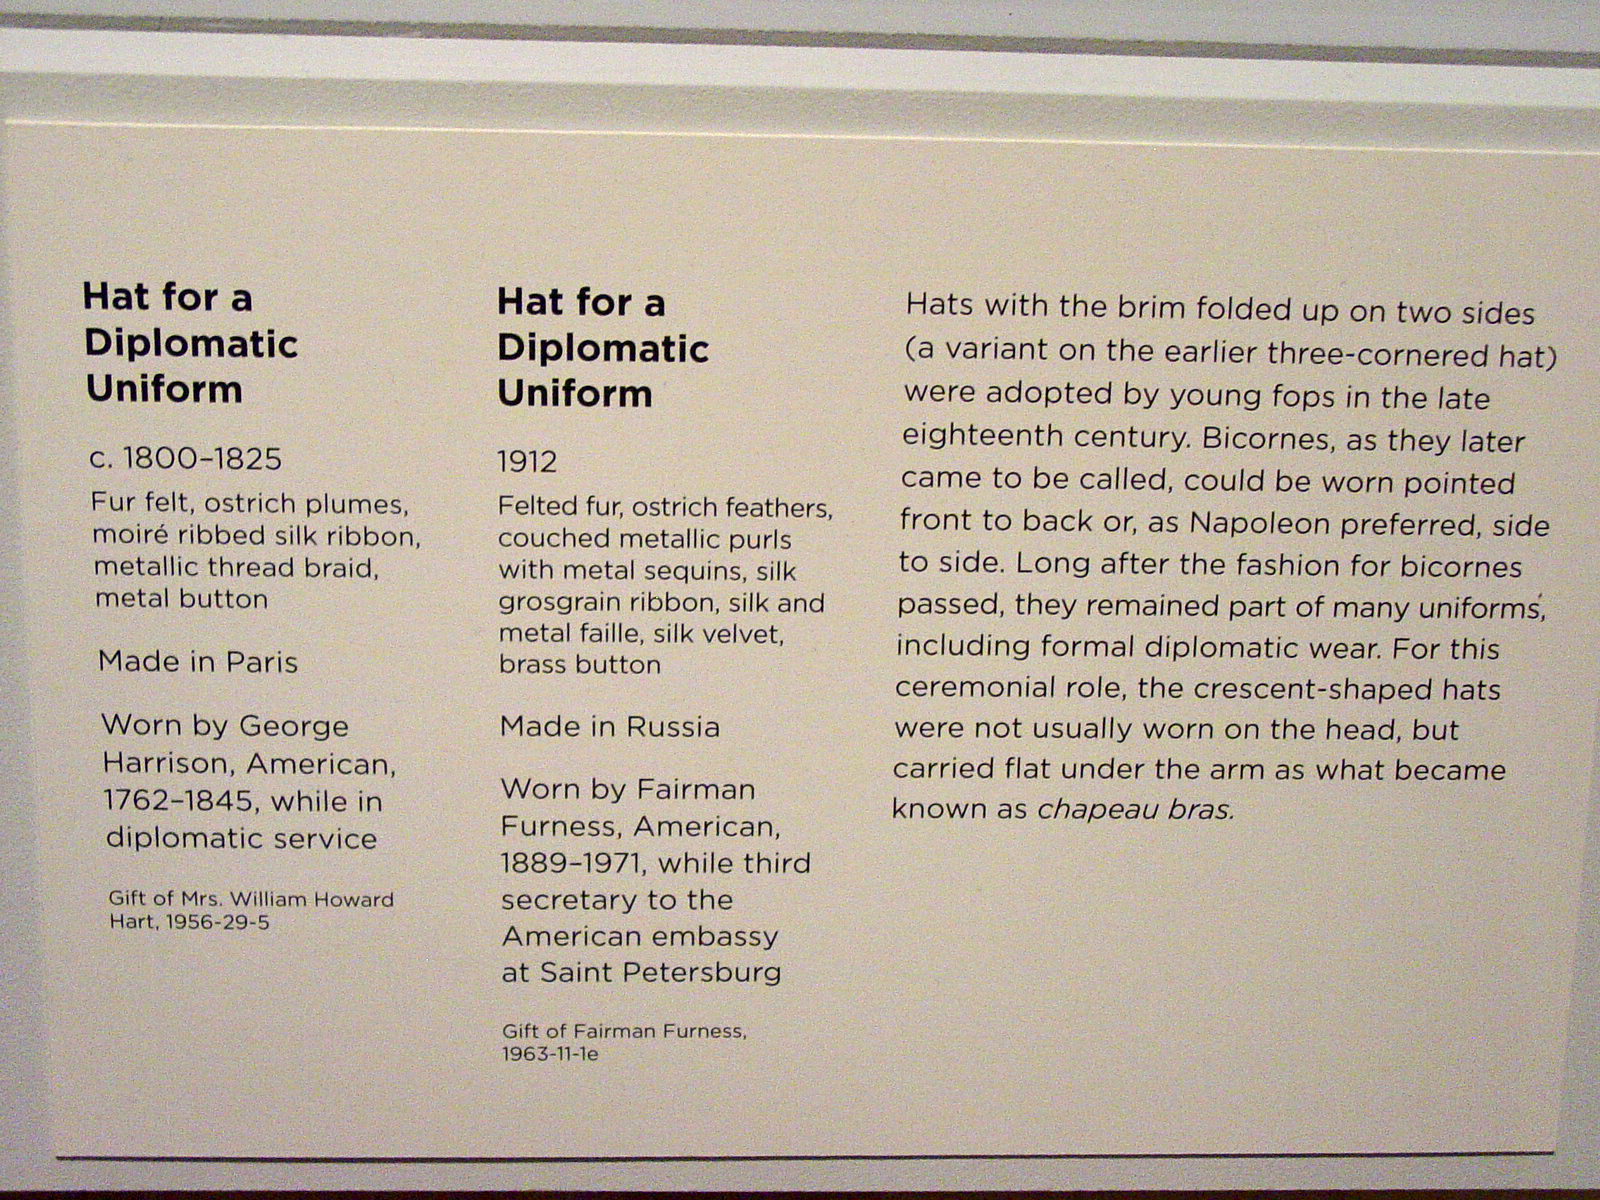 Hat for a
Diplomatic
Uniform
c. 1800–1825
Fur felt, ostrich plumes,
moiré ribbed silk ribbon,
metallic thread braid,
metal button
Made in Paris
Worn by George
Harrison, American,
1762–1845, while in
diplomatic service
Gift of Mrs. William Howard
Hart, 1956-29-5
Hat for a
Diplomatic
Uniform
1912
Felted fur, ostrich feathers,
couched metallic purls
with metal sequins, silk
grosgrain ribbon, silk and
metal faille, silk velvet,
brass button
Made in Russia
Worn by Fairman
Furness, American,
1889–1971, while third
secretary to the
American embassy
at Saint Petersburg
Gift of Fairman Furness,
1963-11-1e
Hats with the brim folded up on two sides
(a variant on the earlier three-cornered hat)
were adopted by young fops in the late
eighteenth century. Bicornes, as they later
came to be called, could be worn pointed
front to back or, as Napoleon preferred, side
to side. Long after the fashion for bicornes
passed, they remained part of many uniforms,
including formal diplomatic wear. For this
ceremonial role, the crescent-shaped hats
were not usually worn on the head, but
carried flat under the arm as what became
known as chapeau bras.